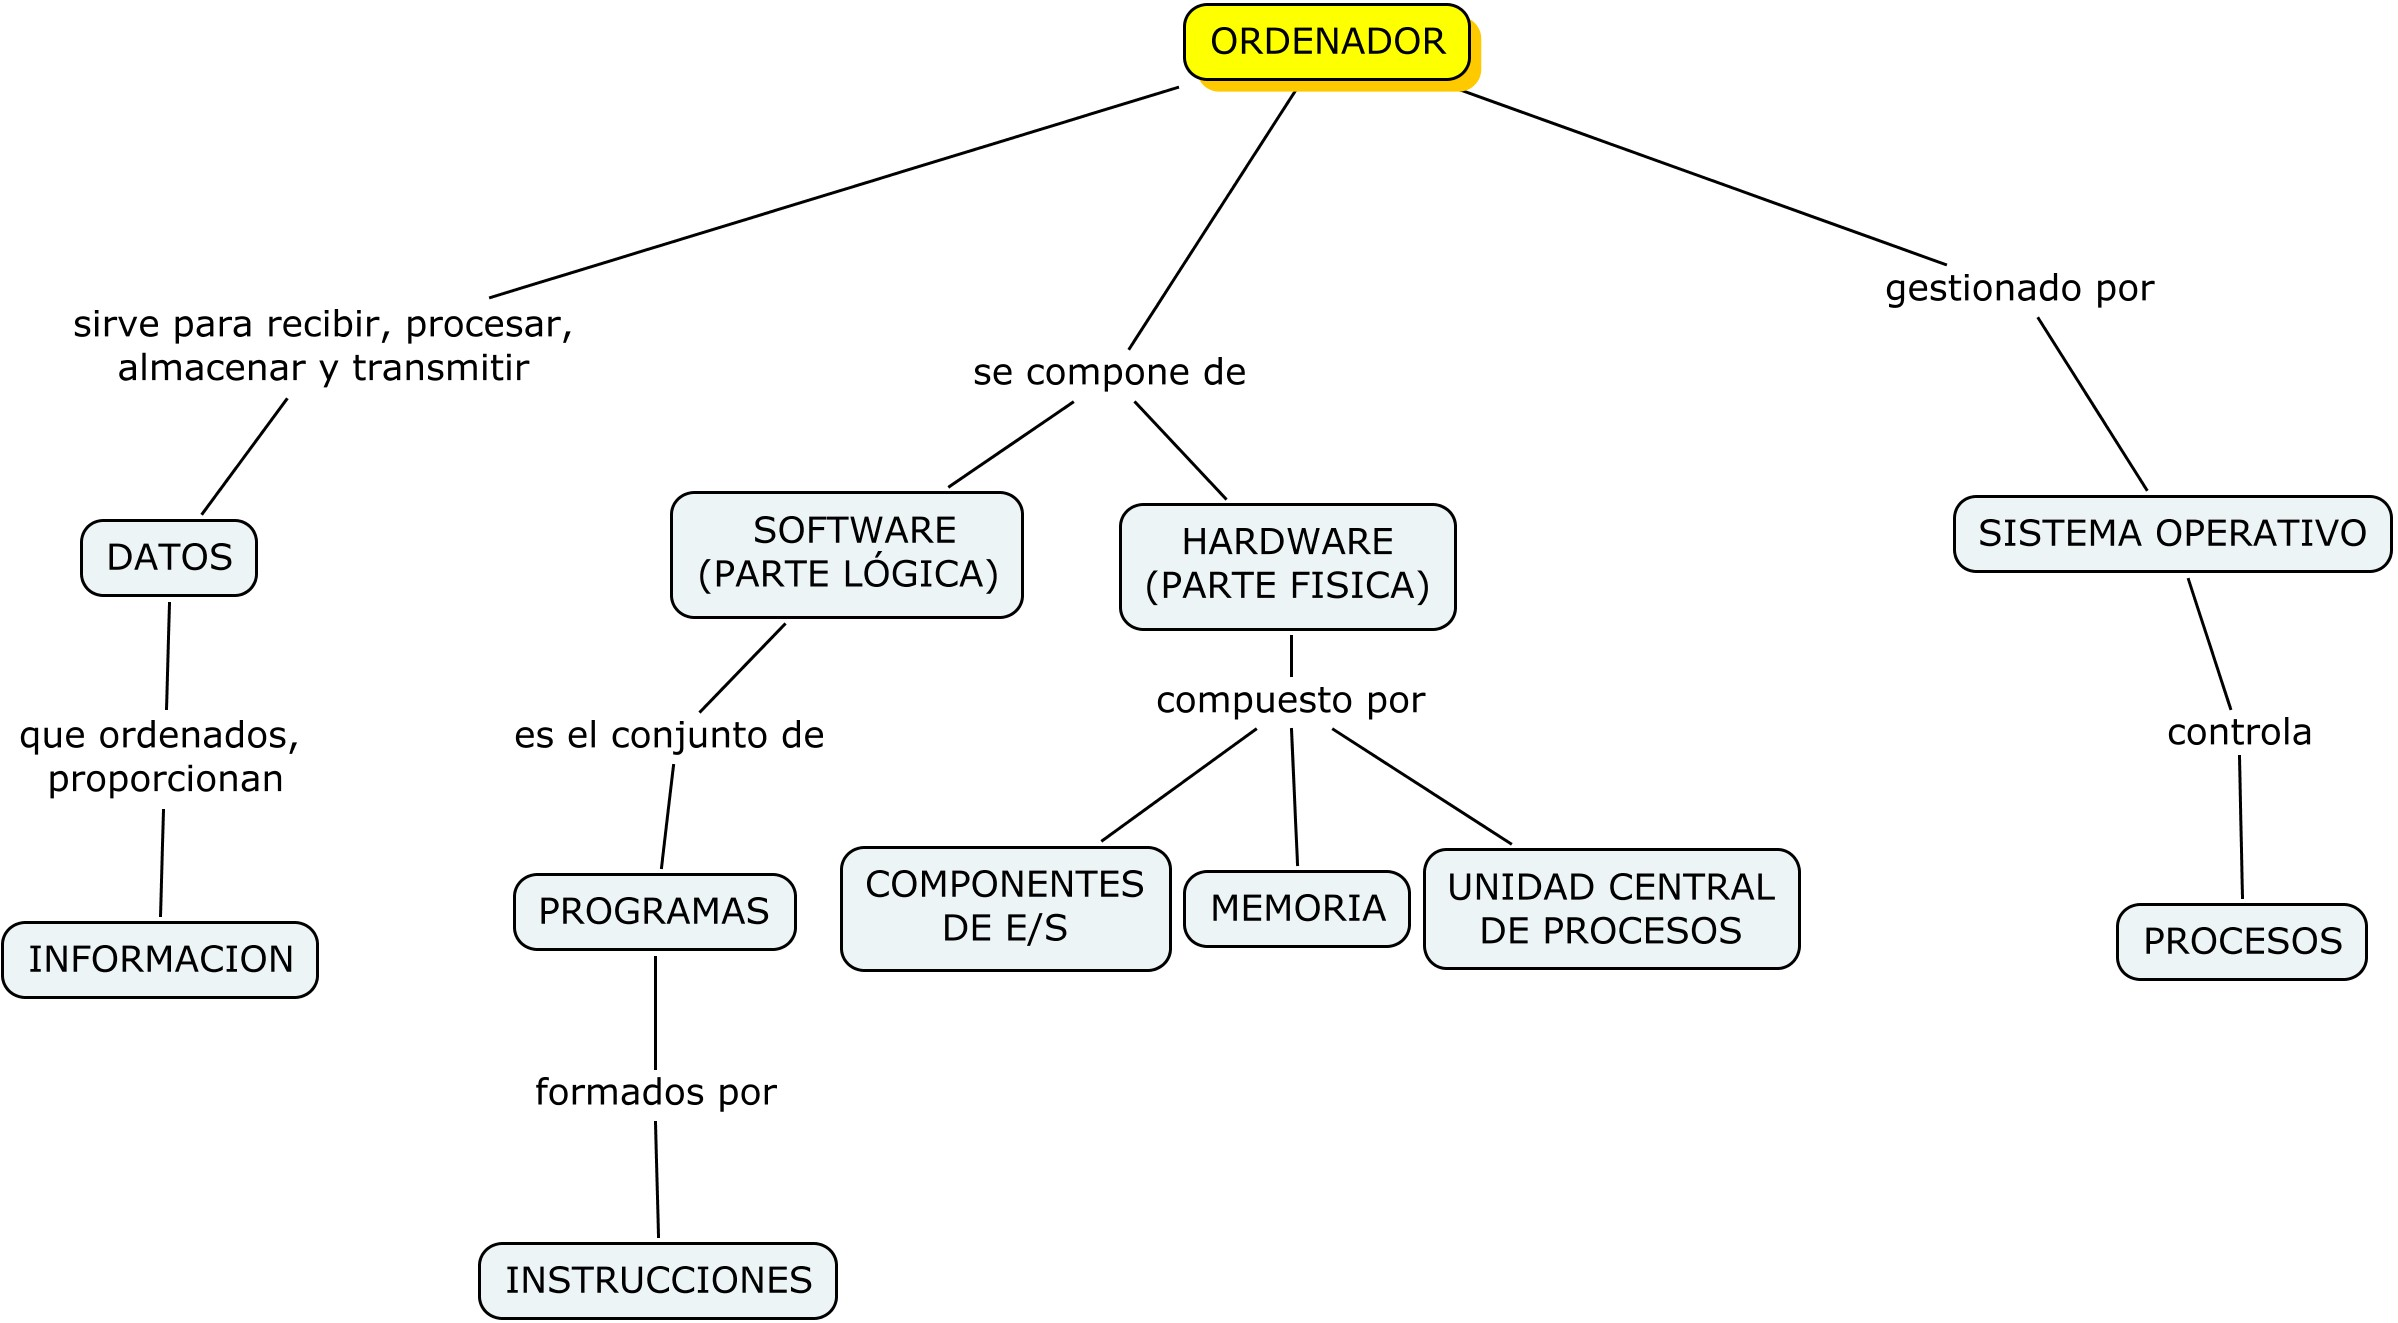 ORDENADOR
gestionado por
sirve para recibir, procesar,
almacenar y transmitir
se compone de
DATOS
SOFTWARE
(PARTE LÓGICA)
HARDWARE
(PARTE FISICA)
SISTEMA OPERATIVO
que ordenados,
proporcionan
es el conjunto de
compuesto por
controla
INFORMACION
PROGRAMAS
COMPONENTES
DE E/S
MEMORIA
UNIDAD CENTRAL
DE PROCESOS
PROCESOS
formados por
INSTRUCCIONES